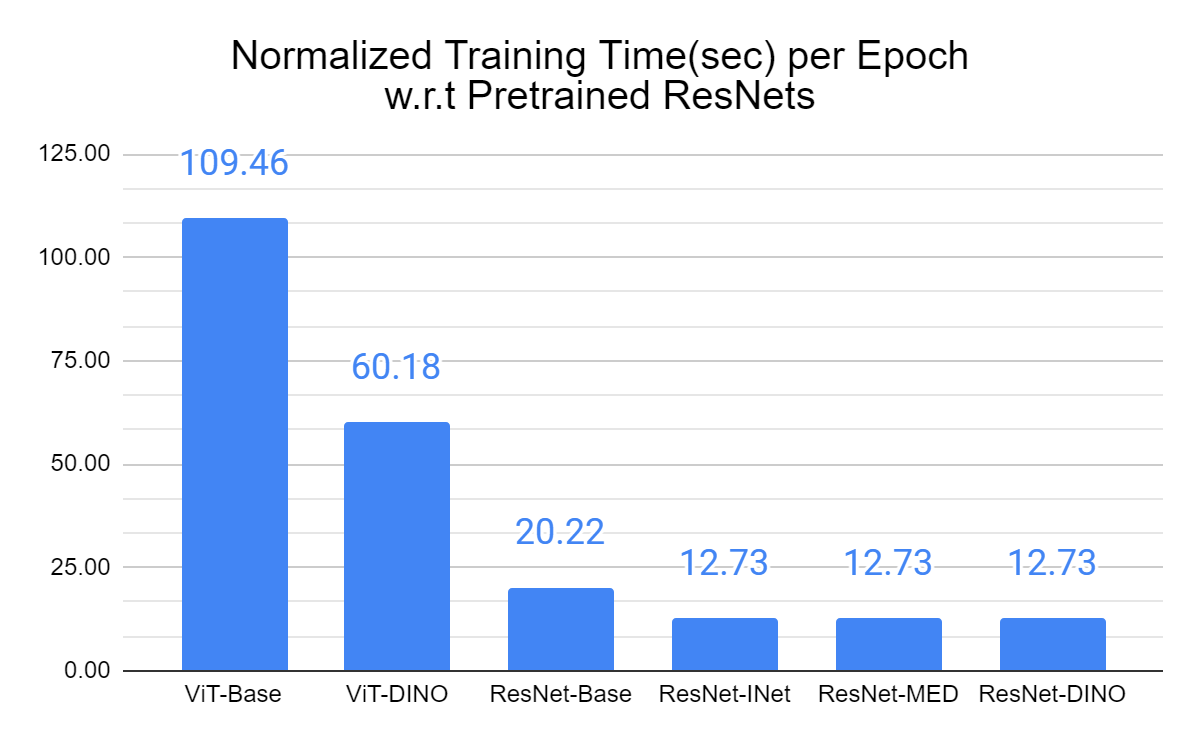 Normalized Training Time(sec) per Epoch
w.r.t Pretrained ResNets
125.00
109.46
100.00
75.00
60.18
50.00
20.22
12.73 12.73 12.73
25.00
0.00
ViT-Base ViT-DINO ResNet-Base ResNet-INet ResNet-MED ResNet-DINO